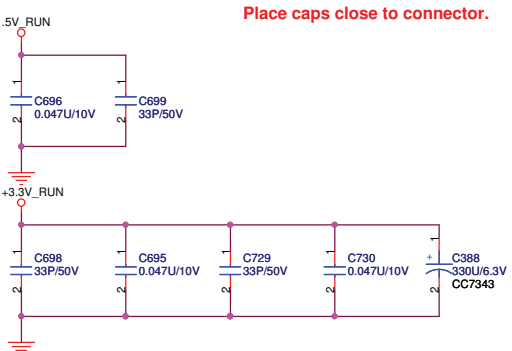 Place caps close to connector.
.5V_RUN
1
1
C696
C699
0.047U/10V
33P/50V
2
2
+3.3V_RUN
1
1
1
1
1
+
C698
C695
C729
C730
C388
33P/50V
0.047U/10V
33P/50V
0.047U/10V
330U/6.3V
CC7343
2
2
2
2
2